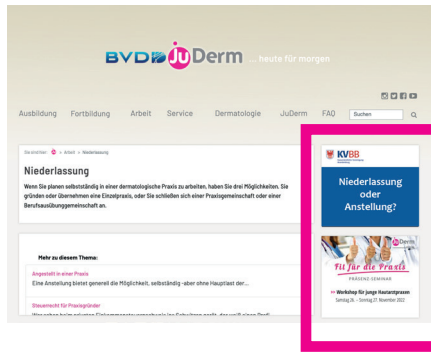 BVDD JuDerm ... heute für morgen
Ausbildung Fortbildung Arbeit Service Dermatologie JuDerm FAQ Suchen
Sie sind hier: > Arbeit > Niederlassung
Niederlassung
Wenn Sie planen selbstständig in einer dermatologische Praxis zu arbeiten, haben Sie drei Möglichkeiten. Sie
gründen oder übernehmen eine Einzelpraxis, oder Sie schließen sich einer Praxisgemeinschaft oder einer
Berufsausübunggemeinschaft an.
Mehr zu diesem Thema:
Angestellt in einer Praxis
Eine Anstellung bietet generell die Möglichkeit, selbständig -aber ohne Hauptlast der...
Steuerrecht für Praxisgründer
KVBB
Niederlassung
oder
Anstellung?
JuDerm
Fit für die Praxis
PRÄSENZ-SEMINAR
>> Workshop für junge Hautarztpraxen
Samstag, 26. - Sonntag, 27. November 2022